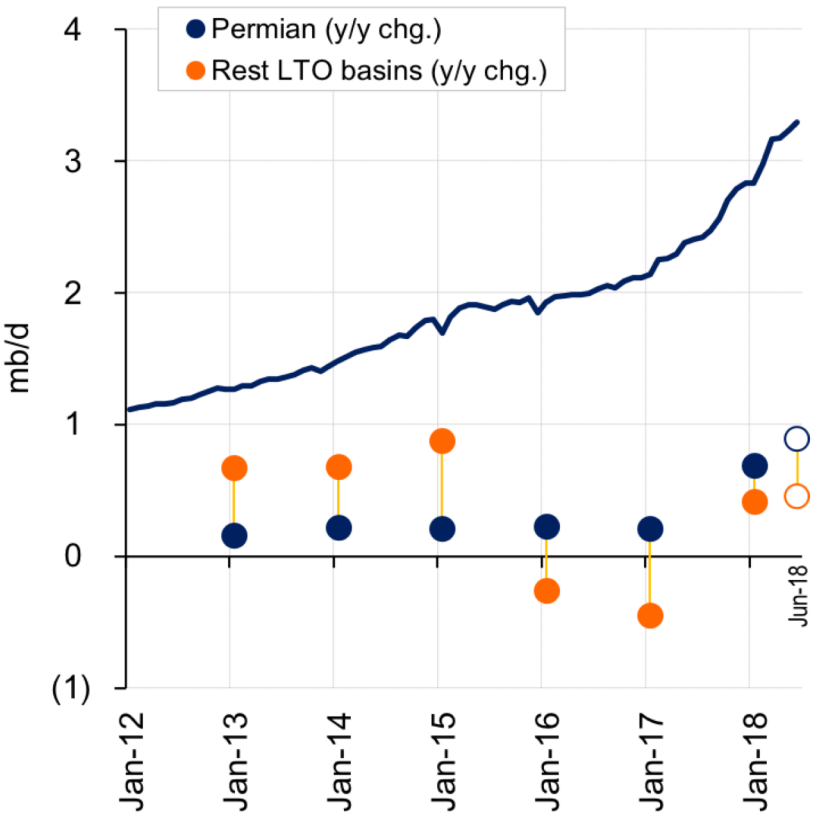 Permian (y/y chg.)
Rest LTO basins (y/y chg.)
4
3
2
1
0
(1)
mb/d
Jun-18
Jan-12
Jan-13
Jan-14
Jan-15
Jan-16
Jan-17
Jan-18